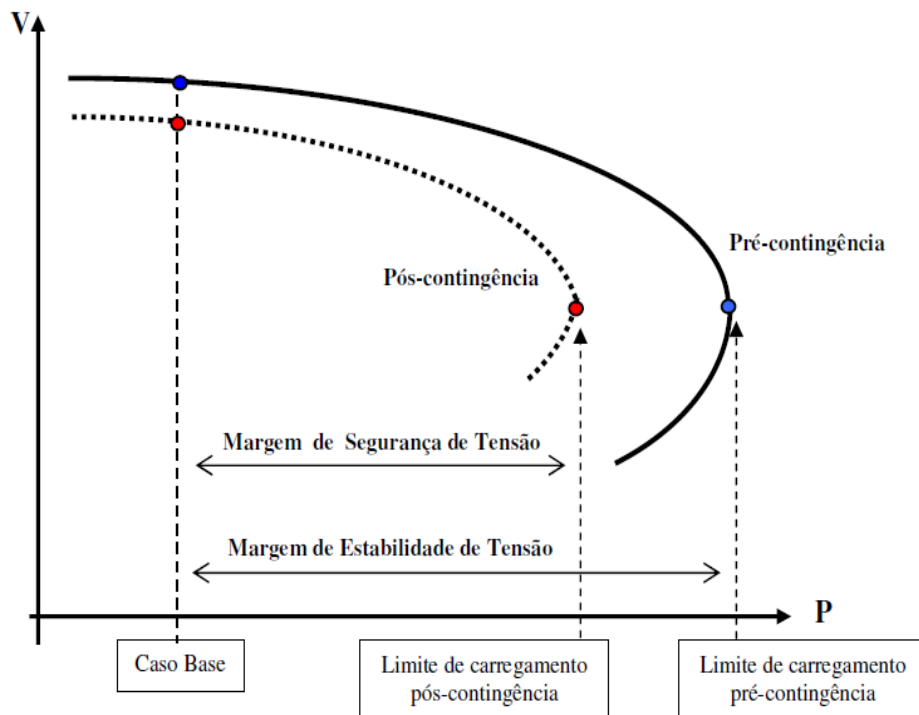 V
Pré-contingência
Pós-contingência
Margem de Segurança de Tensão
Margem de Estabilidade de Tensão
P
Caso Base
Limite de carregamento
pós-contingência
Limite de carregamento
pré-contingência